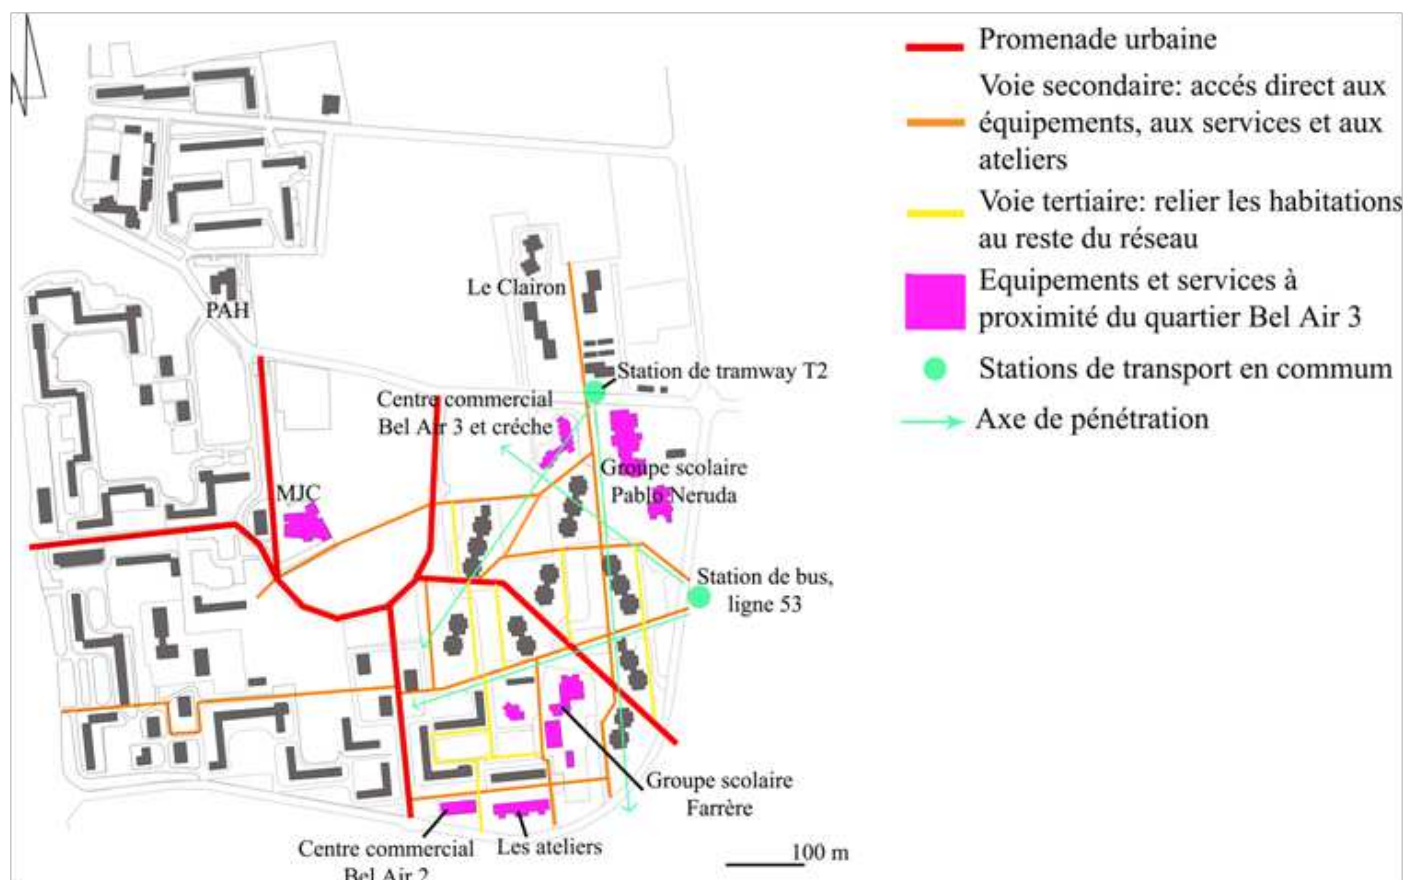 Promenade urbaine
Voie secondaire: accés direct aux
équipements, aux services et aux
ateliers
Voie tertiaire: relier les habitations
au reste du réseau
Equipements et services à
proximité du quartier Bel Air 3
Stations de transport en commum
Axe de pénétration
PAH
Le Clairon
Station de tramway T2
Centre commercial
Bel Air 3 et créche
Groupe scolaire
Pablo Neruda
MJC
Station de bus,
ligne 53
Groupe scolaire
Farrère
Les ateliers
Centre commercial
Bel Air 2
100 m
N